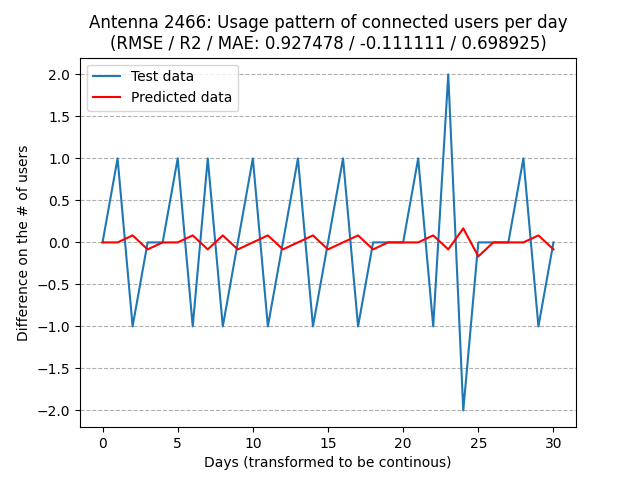 Antenna 2466: Usage pattern of connected users per day
(RMSE / R2 / MAE: 0.927478 / -0.111111 / 0.698925)
Test data
Predicted data
Difference on the # of users
2.0
1.5
1.0
0.5
0.0
−0.5
−1.0
−1.5
−2.0
0 5 10 15 20 25 30
Days (transformed to be continous)